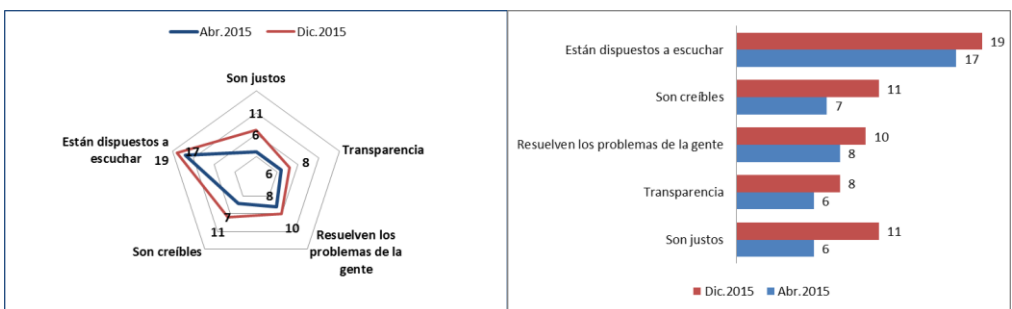 Abr.2015 Dic.2015
Son justos
11
6
Están dispuestos a
escuchar
17
19
Transparencia
8
6
8
7
10
11
Son creíbles
Resuelven los
problemas de la
gente
Están dispuestos a escuchar
19
17
Son creíbles
11
7
Resuelven los problemas de la gente
10
8
Transparencia
8
6
Son justos
11
6
Dic.2015 Abr.2015